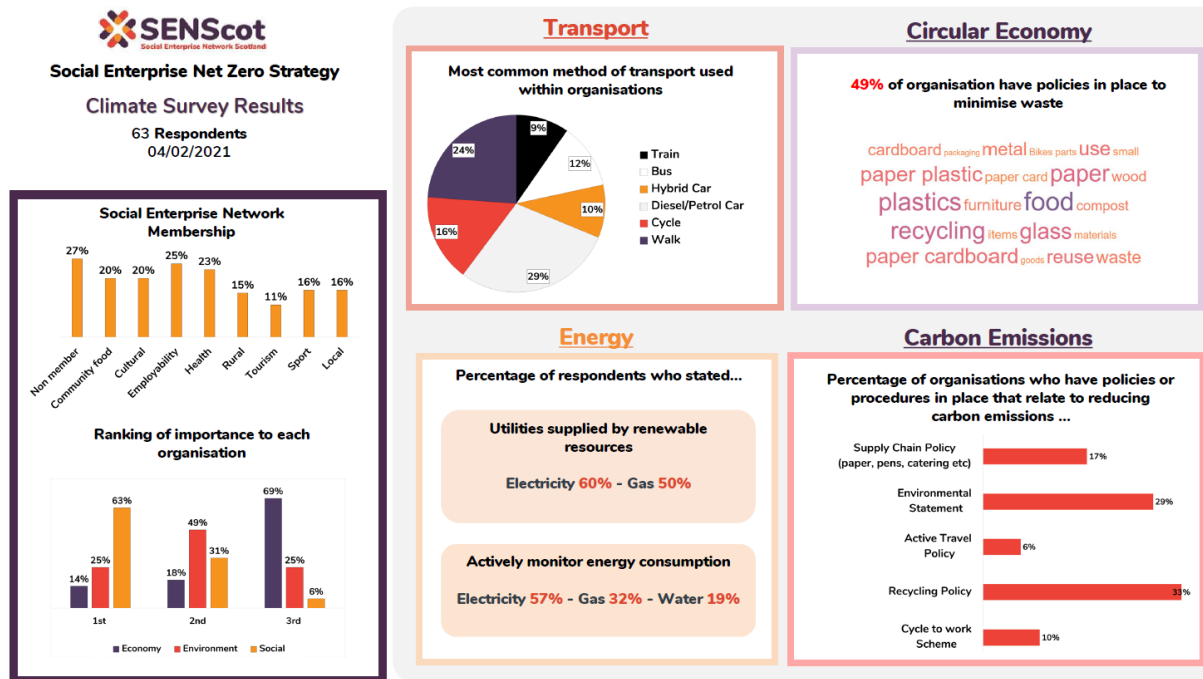 SENScot
Social Enterprise Network Scotland
Social Enterprise Net Zero Strategy
Climate Survey Results
63 Respondents
04/02/2021
Social Enterprise Network
Membership
27%
20%
20%
25%
23%
15%
11%
16%
16%
Non member
Community food
Cultural
Employability
Health
Rural
Tourism
Sport
Local
Ranking of importance to each
organisation
14%
25%
63%
18%
49%
31%
69%
25%
6%
1st
2nd
3rd
Economy
Environment
Social
Transport
Most common method of transport used
within organisations
9%
12%
10%
29%
16%
24%
Train
Bus
Hybrid Car
Diesel/Petrol Car
Cycle
Walk
Circular Economy
49% of organisation have policies in place to
minimise waste
cardboard packaging metal Bikes parts use small
paper plastic paper card paper wood
plastics furniture food compost
recycling items glass materials
paper cardboard goods reuse waste
Energy
Percentage of respondents who stated...
Utilities supplied by renewable
resources
Electricity 60% - Gas 50%
Actively monitor energy consumption
Electricity 57% - Gas 32% - Water 19%
Carbon Emissions
Percentage of organisations who have policies or
procedures in place that relate to reducing
carbon emissions ...
Supply Chain Policy
(paper, pens, catering etc)
17%
Environmental
Statement
29%
Active Travel
Policy
6%
Recycling Policy
33%
Cycle to work
Scheme
10%